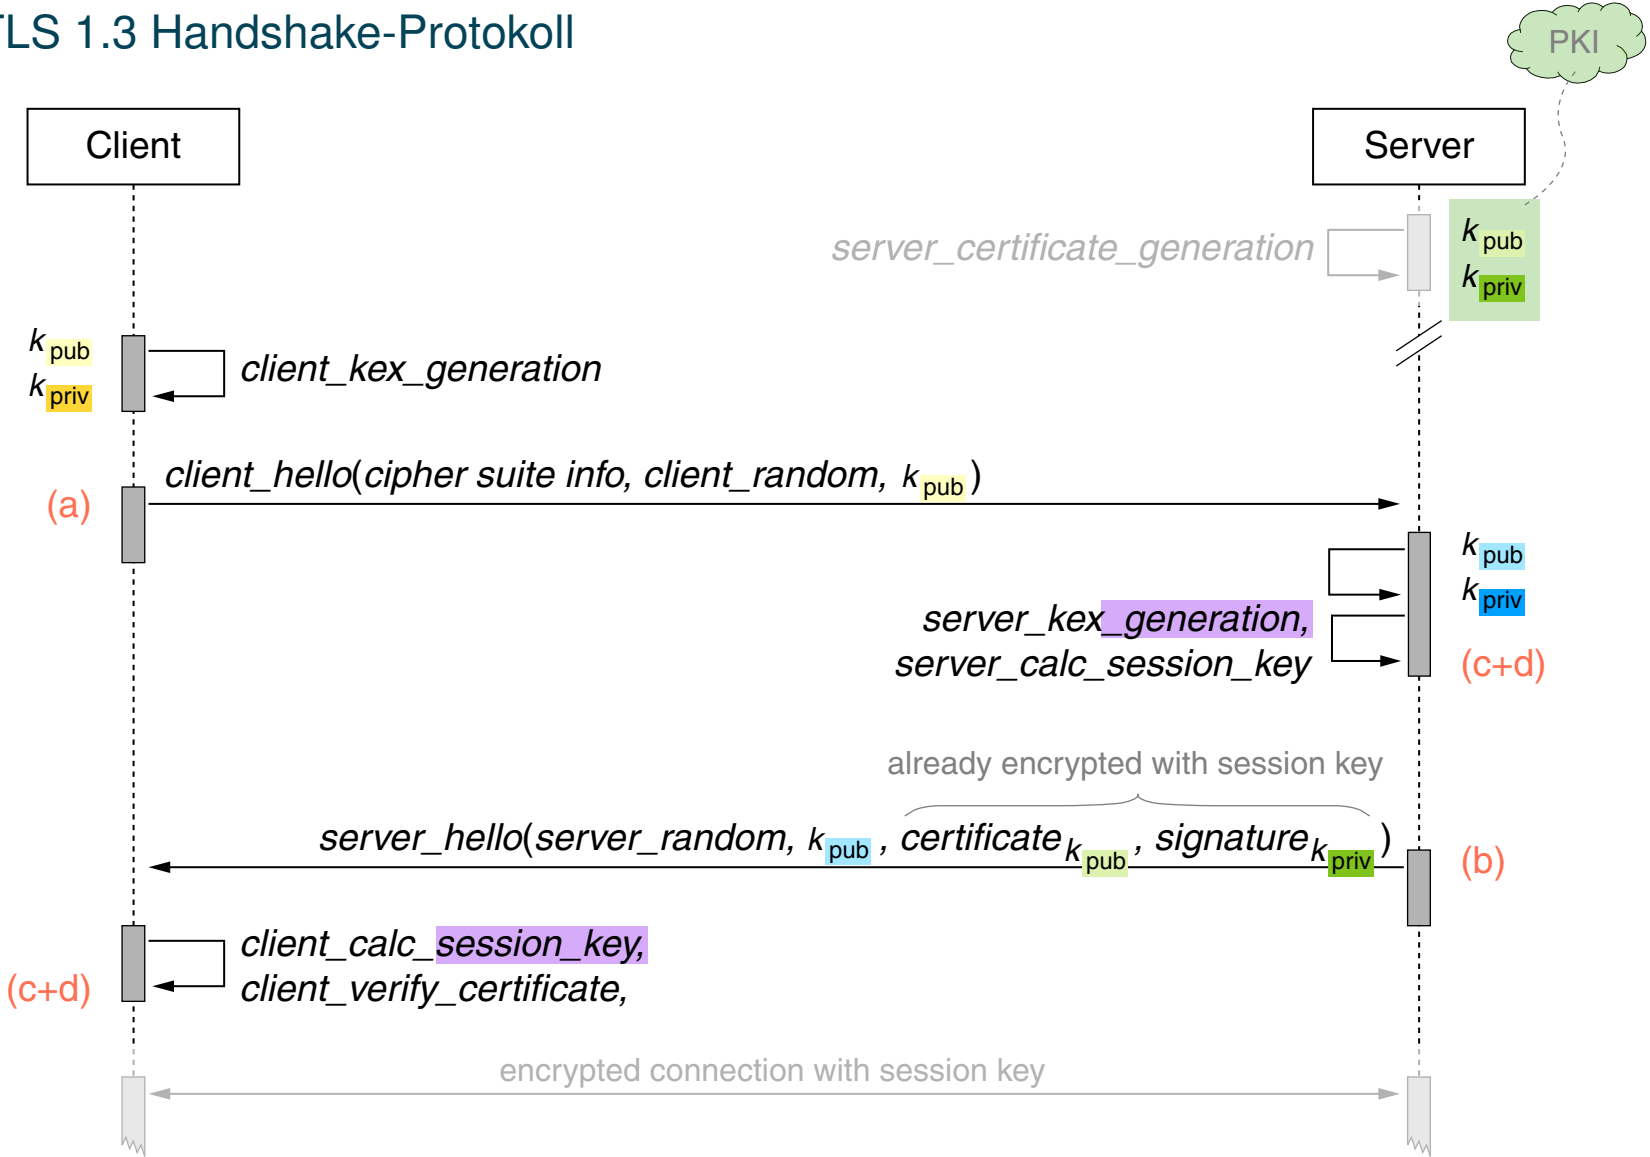 TLS 1.3 Handshake-Protokoll
PKI
Client
Server
server_certificate_generation
k pub
k priv
k pub
k priv
client_kex_generation
client_hello(cipher suite info, client_random, k pub)
(a)
k pub
k priv
server_kex_generation,
server_calc_session_key
(c+d)
already encrypted with session key
server_hello(server_random, k pub, certificate k pub, signature k priv)
(b)
client_calc_session_key,
client_verify_certificate,
(c+d)
encrypted connection with session key